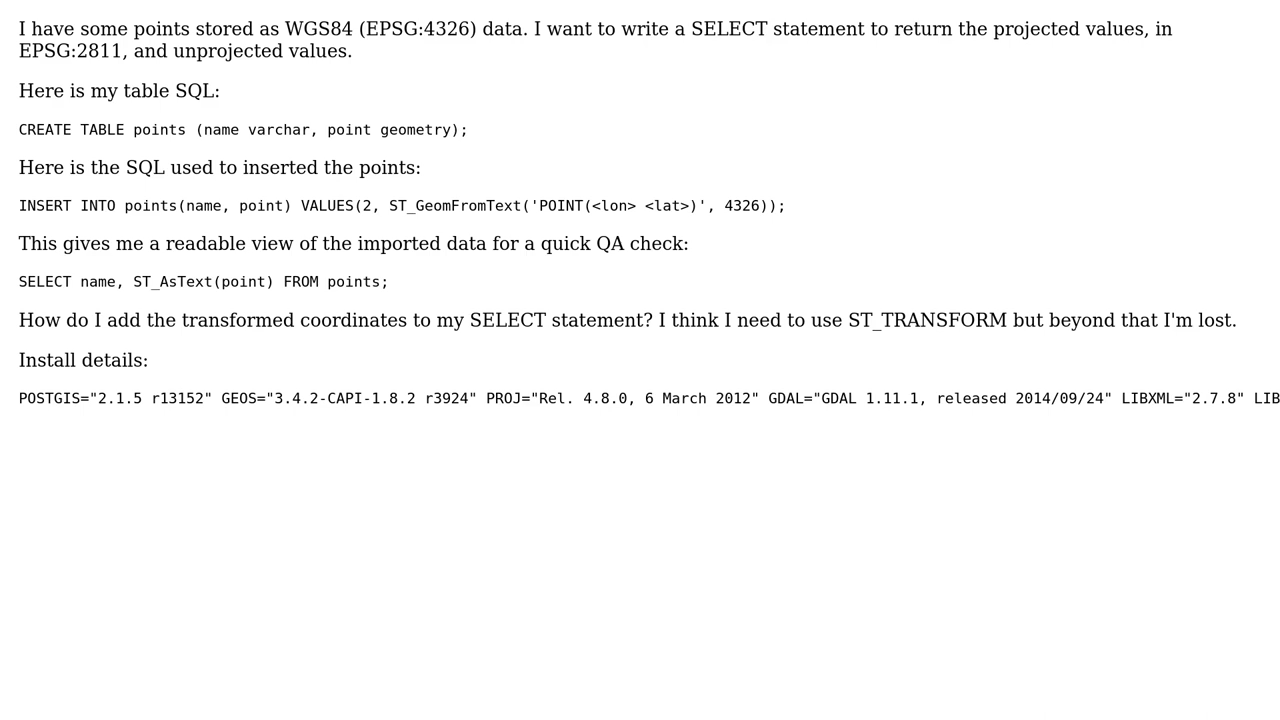 I have some points stored as WGS84 (EPSG:4326) data. I want to write a SELECT statement to return the projected values, in
EPSG:2811, and unprojected values.
Here is my table SQL:
CREATE TABLE points (name varchar, point geometry);
Here is the SQL used to inserted the points:
INSERT INTO points(name, point) VALUES(2, ST_GeomFromText('POINT(<lon> <lat>)', 4326));
This gives me a readable view of the imported data for a quick QA check:
SELECT name, ST_AsText(point) FROM points;
How do I add the transformed coordinates to my SELECT statement? I think I need to use ST_TRANSFORM but beyond that I'm lost.
Install details:
POSTGIS="2.1.5 r13152" GEOS="3.4.2-CAPI-1.8.2 r3924" PROJ="Rel. 4.8.0, 6 March 2012" GDAL="GDAL 1.11.1, released 2014/09/24" LIBXML="2.7.8" LIB